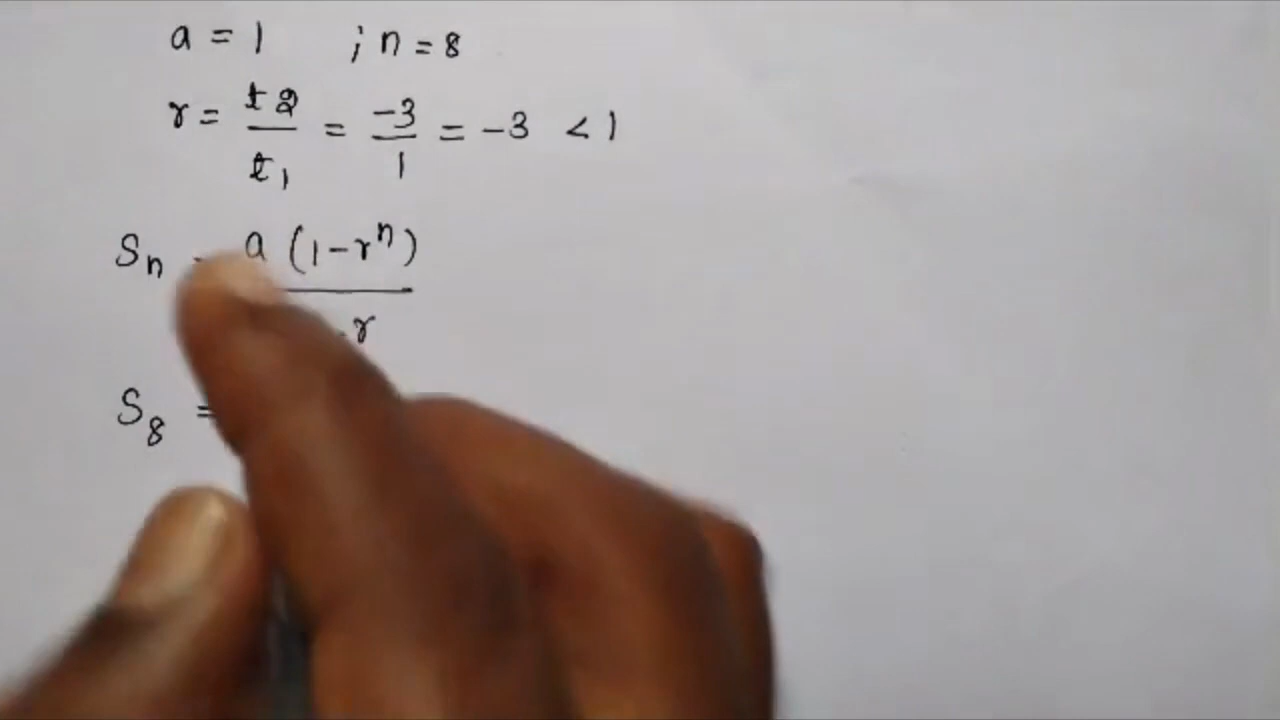 a = 1 ; n = 8
r = t2/t1 = -3/1 = -3 < 1
Sn = a (1-r^n) / -r
S8 =